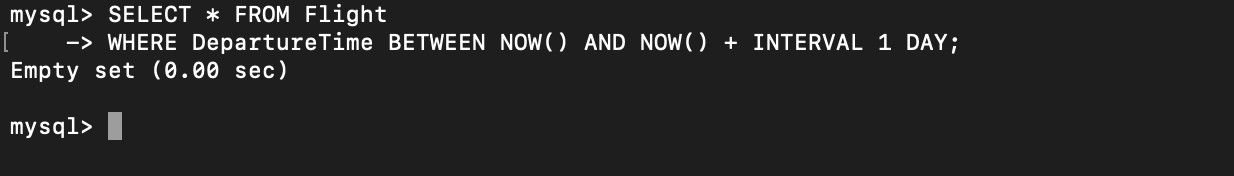 mysql> SELECT * FROM Flight
[    -> WHERE DepartureTime BETWEEN NOW() AND NOW() + INTERVAL 1 DAY;
Empty set (0.00 sec)
mysql>